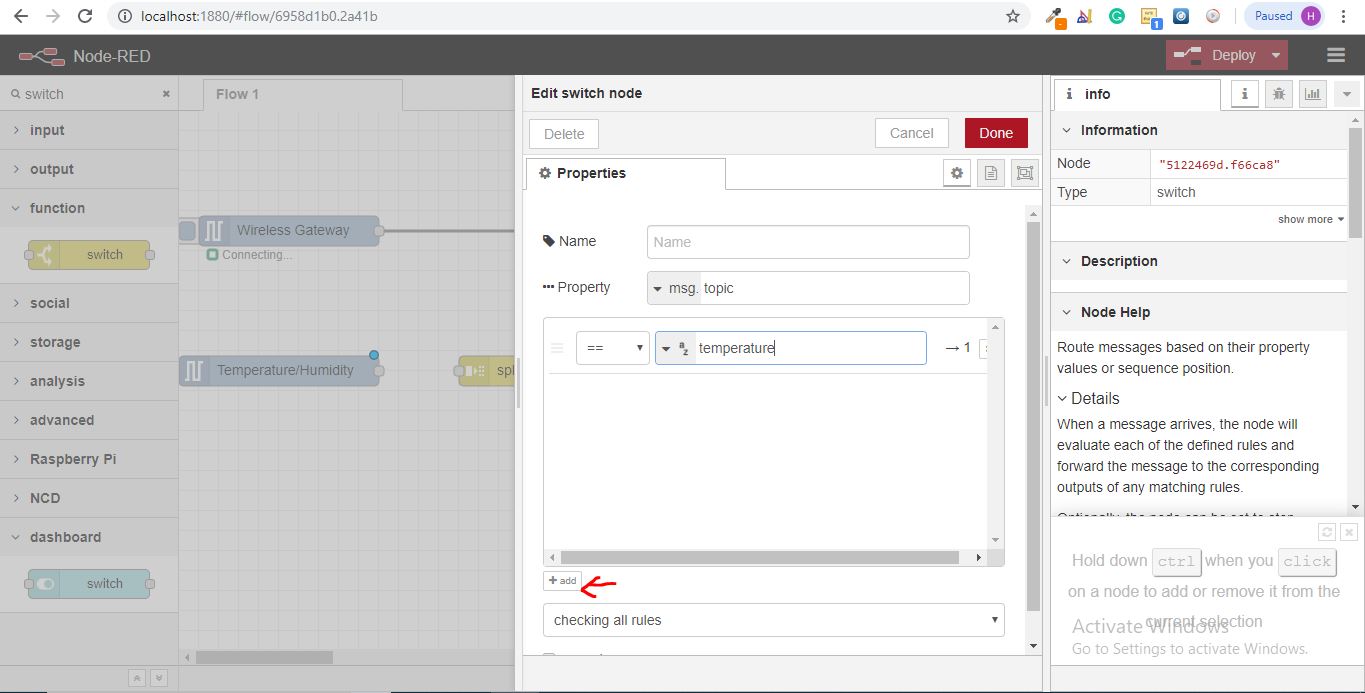 localhost:1880/#flow/6958d1b0.2a41b
1
Paused
H
Node-RED
Deploy
switch
input
output
function
switch
social
storage
analysis
advanced
Raspberry Pi
NCD
dashboard
switch
Flow 1
Wireless Gateway
Connecting...
Temperature/Humidity
spl
Edit switch node
Delete
Cancel
Done
Properties
Name
Name
Property
msg. topic
==
a z
temperature
→ 1
+ add
checking all rules
i info
i
Information
Node
"5122469d.f66ca8"
Type
switch
show more
Description
Node Help
Route messages based on their property
values or sequence position.
Details
When a message arrives, the node will
evaluate each of the defined rules and
forward the message to the corresponding
outputs of any matching rules.
Optionally, the node can be set to stop
Hold down ctrl when you click
on a node to add or remove it from the
current selection
Activate Windows
Go to Settings to activate Windows.